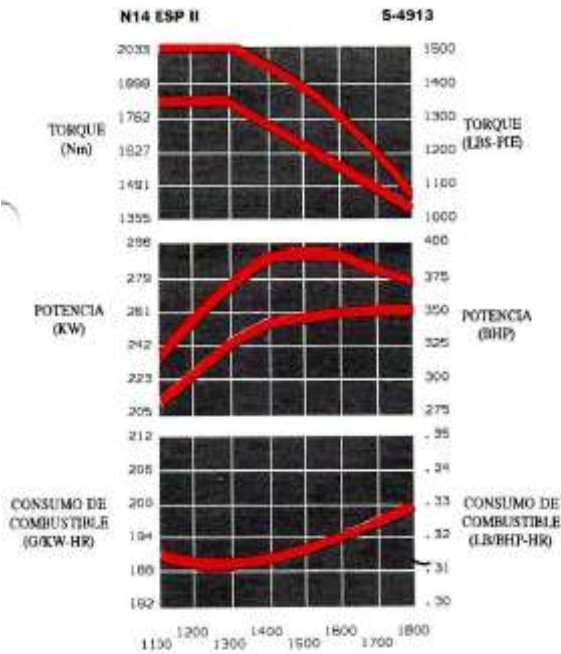 N14 ESP II S-4913
2033 1500
1898 1400
1762 1300
TORQUE
(Nm)
TORQUE
(LBS-PIE)
1627 1200
1491 1100
1355 1000
298 400
279 375
POTENCIA
(KW)
261 350
POTENCIA
(BHP)
242 325
223 300
205 275
212 .35
206 .34
200 .33
CONSUMO DE
COMBUSTIBLE
(G/KW-HR)
CONSUMO DE
COMBUSTIBLE
(LB/BHP-HR)
194 .32
188 .31
182 .30
1200 1400 1600 1800
1100 1300 1500 1700